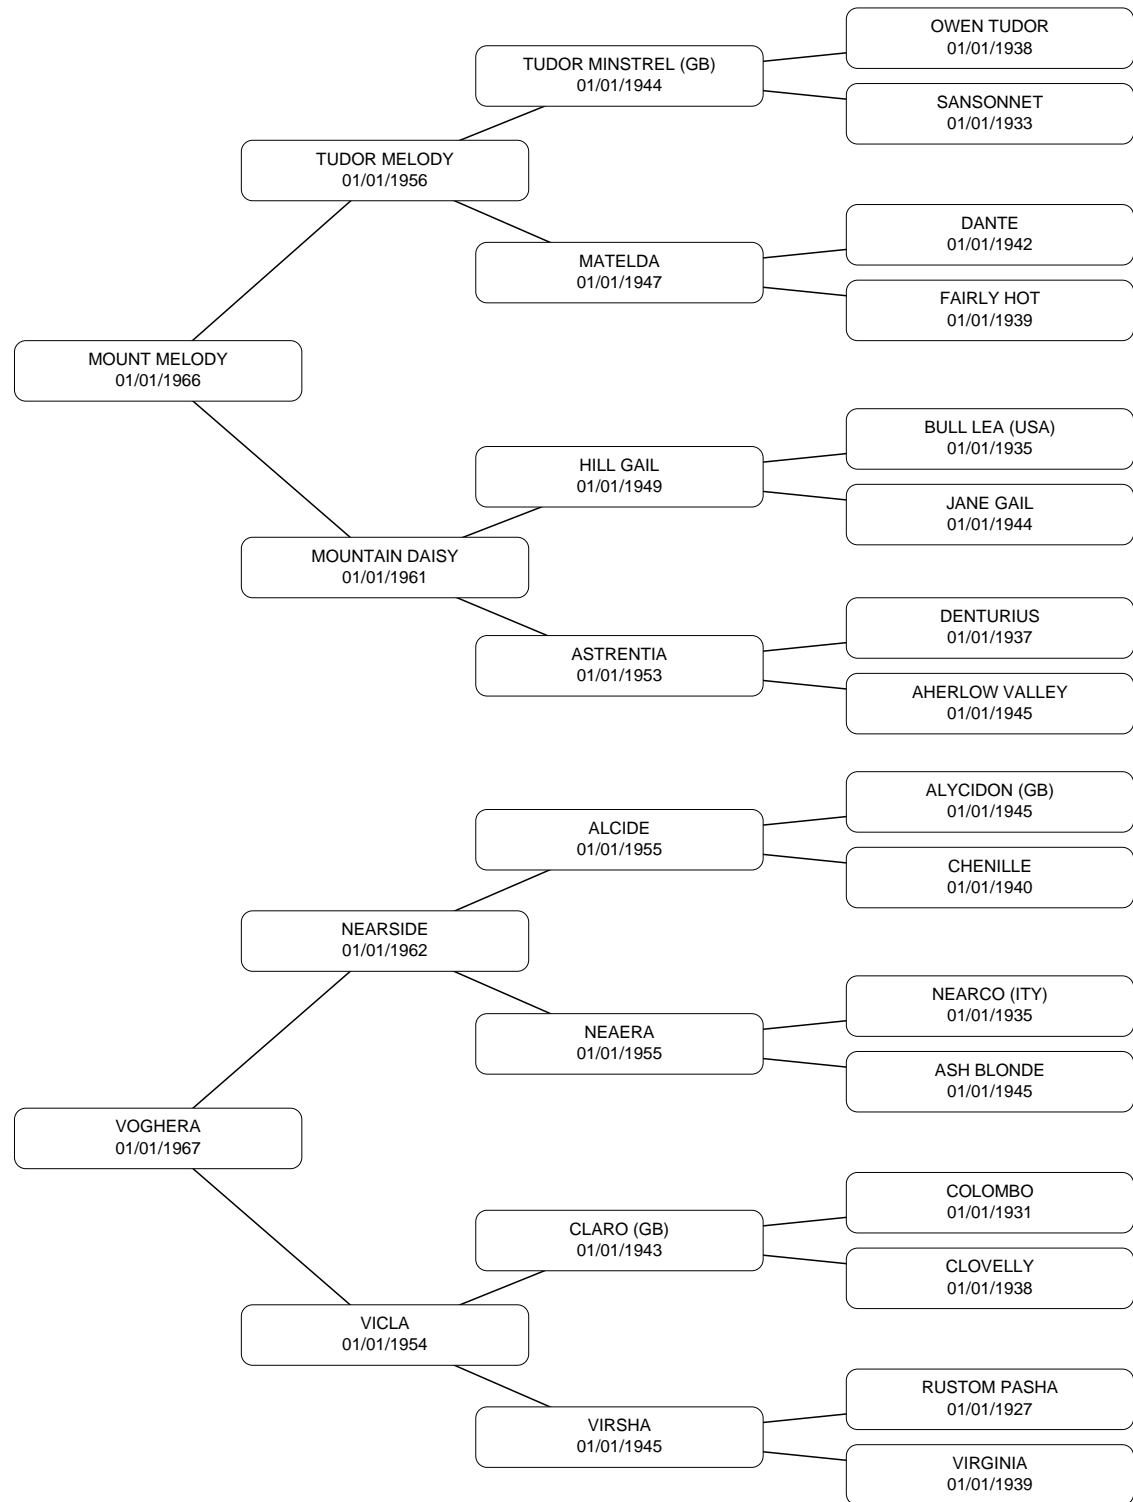 OWEN TUDOR
01/01/1938
TUDOR MINSTREL (GB)
01/01/1944
SANSONNET
01/01/1933
TUDOR MELODY
01/01/1956
DANTE
01/01/1942
MATELDA
01/01/1947
FAIRLY HOT
01/01/1939
MOUNT MELODY
01/01/1966
BULL LEA (USA)
01/01/1935
HILL GAIL
01/01/1949
JANE GAIL
01/01/1944
MOUNTAIN DAISY
01/01/1961
DENTURIUS
01/01/1937
ASTRENTIA
01/01/1953
AHERLOW VALLEY
01/01/1945
ALYCIDON (GB)
01/01/1945
ALCIDE
01/01/1955
CHENILLE
01/01/1940
NEARSIDE
01/01/1962
NEARCO (ITY)
01/01/1935
NEAERA
01/01/1955
ASH BLONDE
01/01/1945
VOGHERA
01/01/1967
COLOMBO
01/01/1931
CLARO (GB)
01/01/1943
CLOVELLY
01/01/1938
VICLA
01/01/1954
RUSTOM PASHA
01/01/1927
VIRSHA
01/01/1945
VIRGINIA
01/01/1939